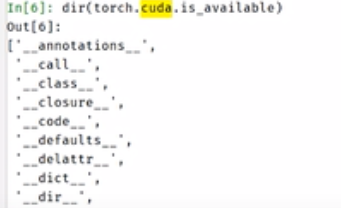 In[6]: dir(torch.cuda.is_available)
Out[6]:
['__annotations__',
'__call__',
'__class__',
'__closure__',
'__code__',
'__defaults__',
'__delattr__',
'__dict__',
'__dir__',